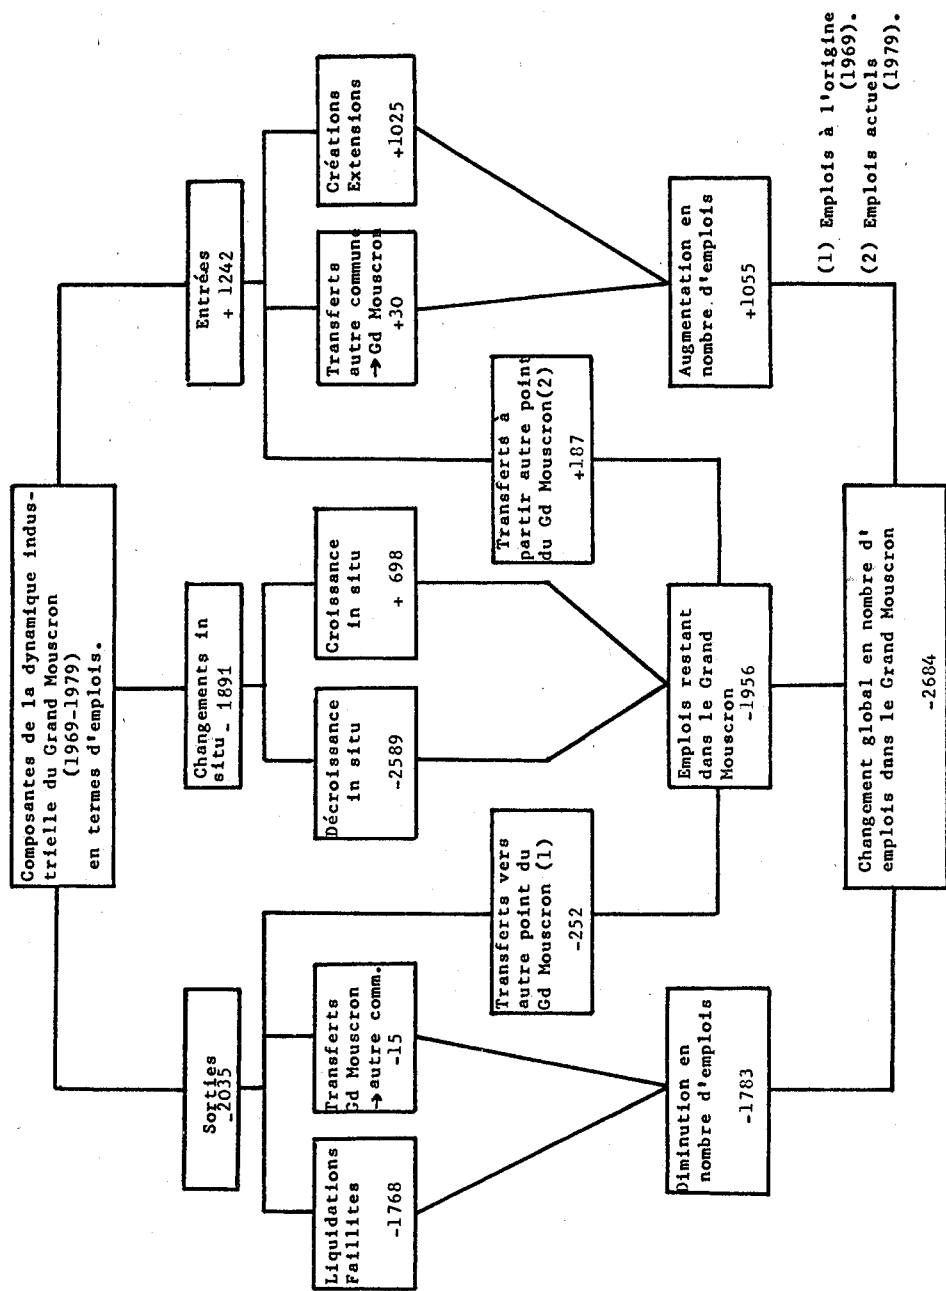 Composantes de la dynamique indus-
trielle du Grand Mouscron
(1969-1979)
en termes d'emplois.
Sorties
-2035
Changements in
situ - 1891
Entrées
+ 1242
Liquidations
Faillites
-1768
Transferts
Gd Mouscron
→ autre comm.
-15
Décroissance
in situ
-2589
Croissance
in situ
+ 698
Transferts
autre commune
→ Gd Mouscron
+30
Créations
Extensions
+1025
Transferts vers
autre point du
Gd Mouscron (1)
-252
Transferts à
partir autre point
du Gd Mouscron(2)
+187
Diminution en
nombre d'emplois
-1783
Emplois restant
dans le Grand
Mouscron
-1956
Augmentation en
nombre d'emplois
+1055
Changement global en nombre d'
emplois dans le Grand Mouscron
-2684
(1) Emplois à l'origine
(1969).
(2) Emplois actuels
(1979).